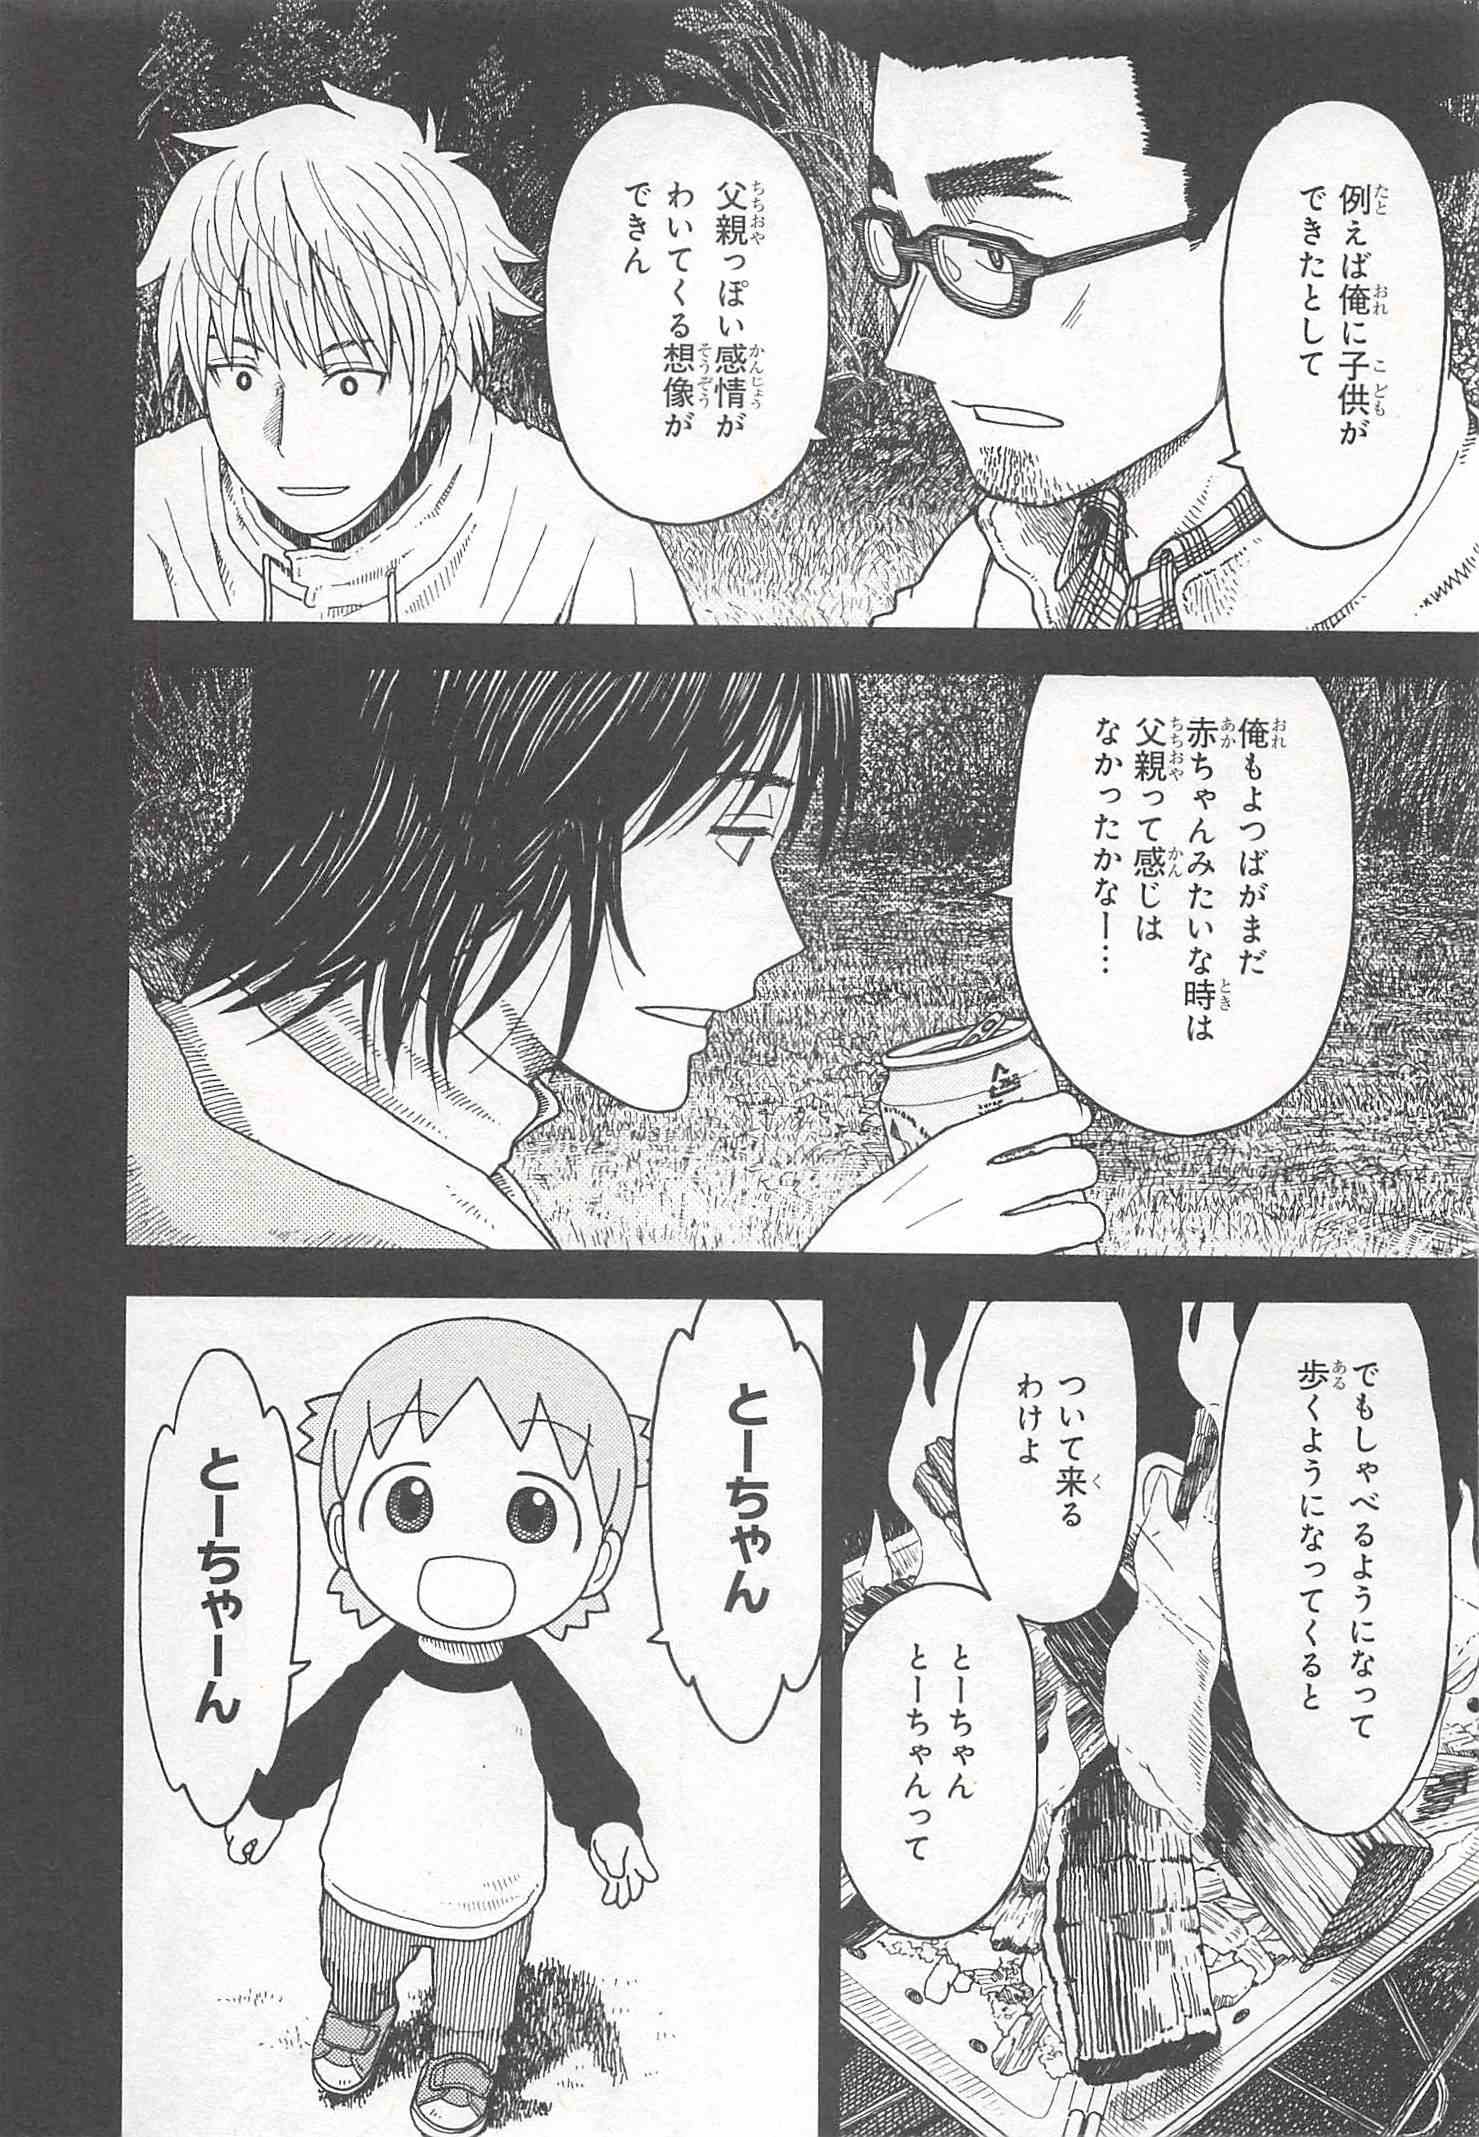 例えば俺に子供が
できたとして
父親っぽい感情が
わいてくる想像が
できん
俺もよつばがまだ
赤ちゃんみたいな時は
父親って感じは
なかったかなー…
でもしゃべるようになって
歩くようになってくると
ついて来る
わけよ
とーちゃん
とーちゃんって
とーちゃん
とーちゃーん